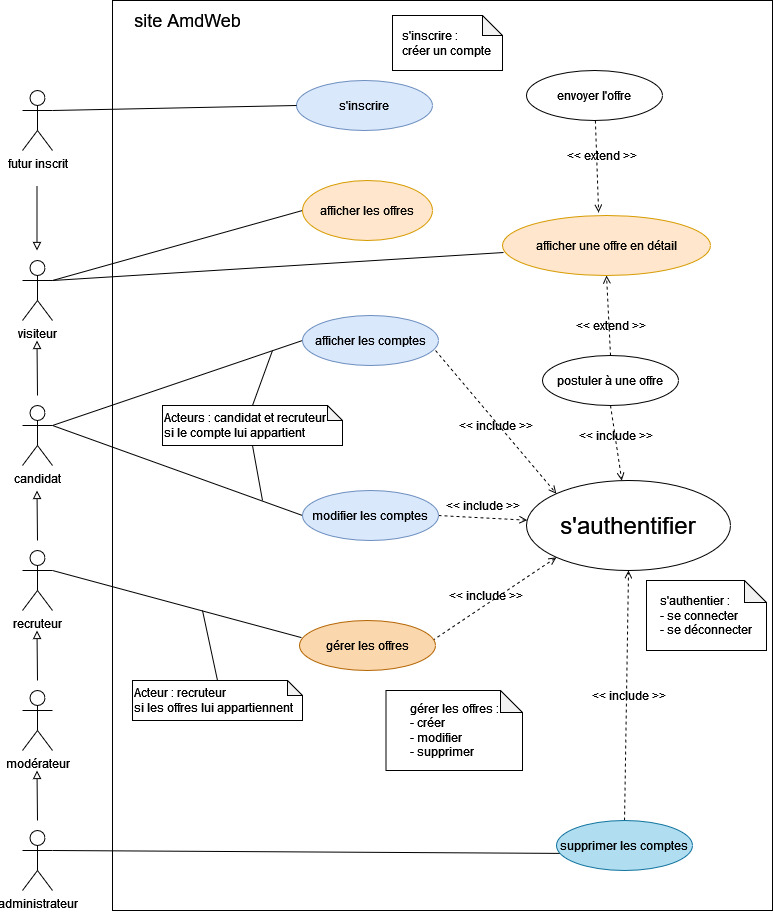 site AmdWeb
s'inscrire :
créer un compte
s'inscrire
envoyer l'offre
futur inscrit
<< extend >>
afficher les offres
afficher une offre en détail
visiteur
<< extend >>
afficher les comptes
postuler à une offre
Acteurs : candidat et recruteur
si le compte lui appartient
<< include >>
<< include >>
candidat
<< include >>
modifier les comptes
s'authentifier
<< include >>
s'authentier :
- se connecter
- se déconnecter
recruteur
gérer les offres
Acteur : recruteur
si les offres lui appartiennent
<< include >>
gérer les offres :
- créer
- modifier
- supprimer
modérateur
supprimer les comptes
administrateur